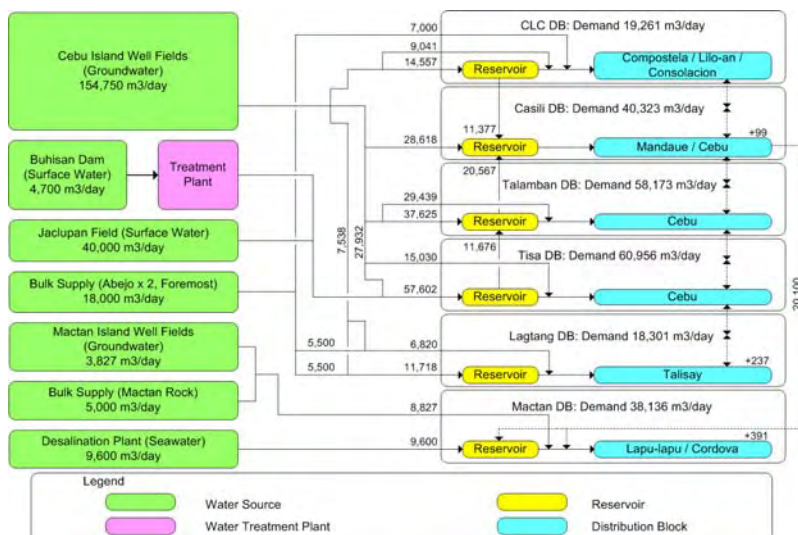 7,000
CLC DB: Demand 19,261 m3/day
Cebu Island Well Fields
(Groundwater)
154,750 m3/day
9,041
14,557
Reservoir
Compostela / Lilo-an /
Consolacion
Casili DB: Demand 40,323 m3/day
28,618
11,377
Reservoir
Mandaue / Cebu
+99
Buhisan Dam
(Surface Water)
4,700 m3/day
Treatment
Plant
20,567
Talamban DB: Demand 58,173 m3/day
29,439
37,625
Reservoir
Cebu
Jaclupan Field (Surface Water)
40,000 m3/day
7,538
27,932
11,676
Tisa DB: Demand 60,956 m3/day
15,030
57,602
Reservoir
Cebu
20,100
Bulk Supply (Abejo x 2, Foremost)
18,000 m3/day
Mactan Island Well Fields
(Groundwater)
3,827 m3/day
Lagtang DB: Demand 18,301 m3/day
5,500
6,820
5,500
11,718
Reservoir
Talisay
+237
Bulk Supply (Mactan Rock)
5,000 m3/day
8,827
Mactan DB: Demand 38,136 m3/day
Desalination Plant (Seawater)
9,600 m3/day
9,600
Reservoir
Lapu-lapu / Cordova
+391
Legend
Water Source
Reservoir
Water Treatment Plant
Distribution Block